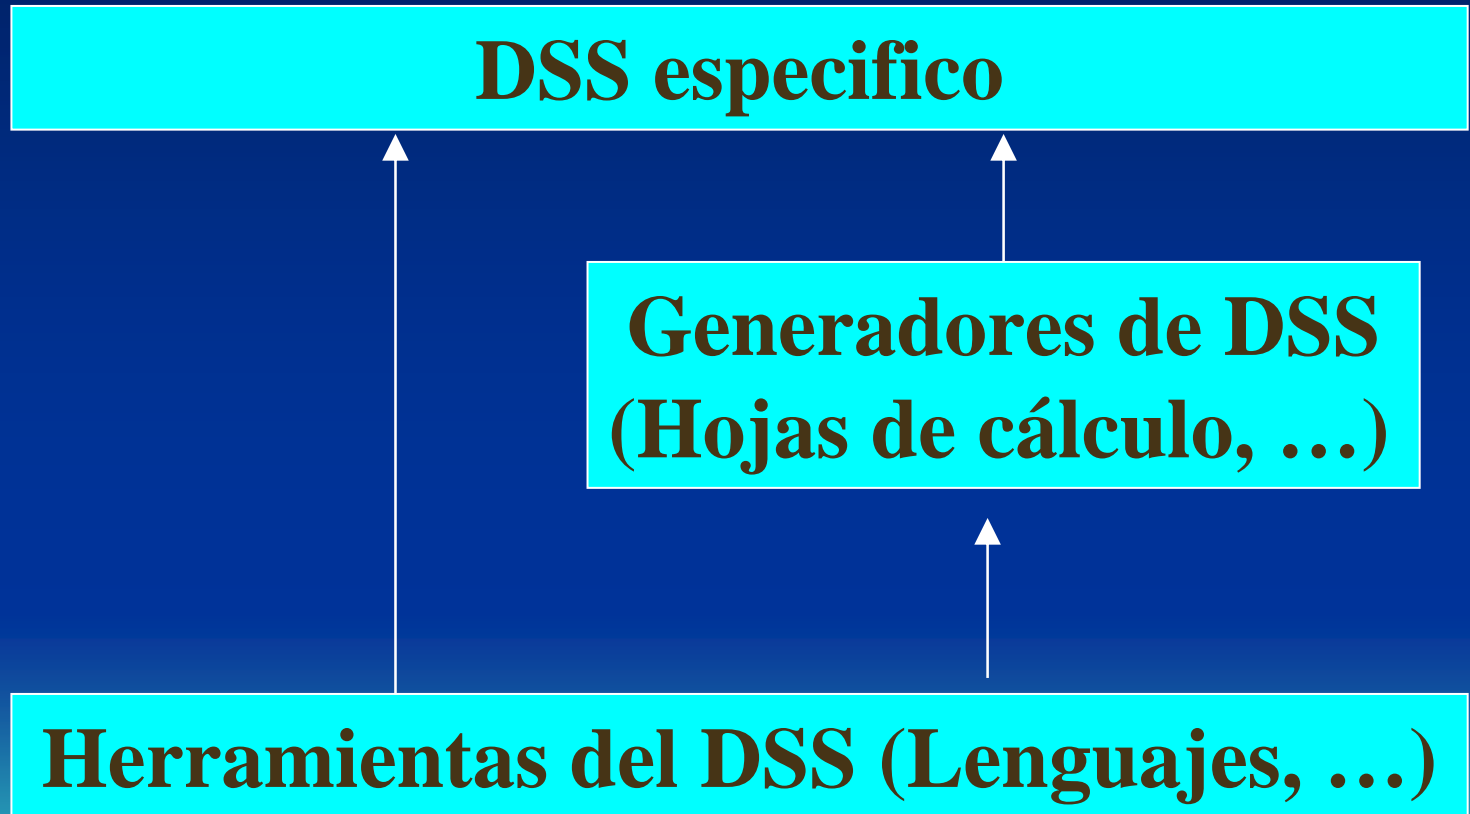 DSS especifico
Generadores de DSS
(Hojas de cálculo, …)
Herramientas del DSS (Lenguajes, …)